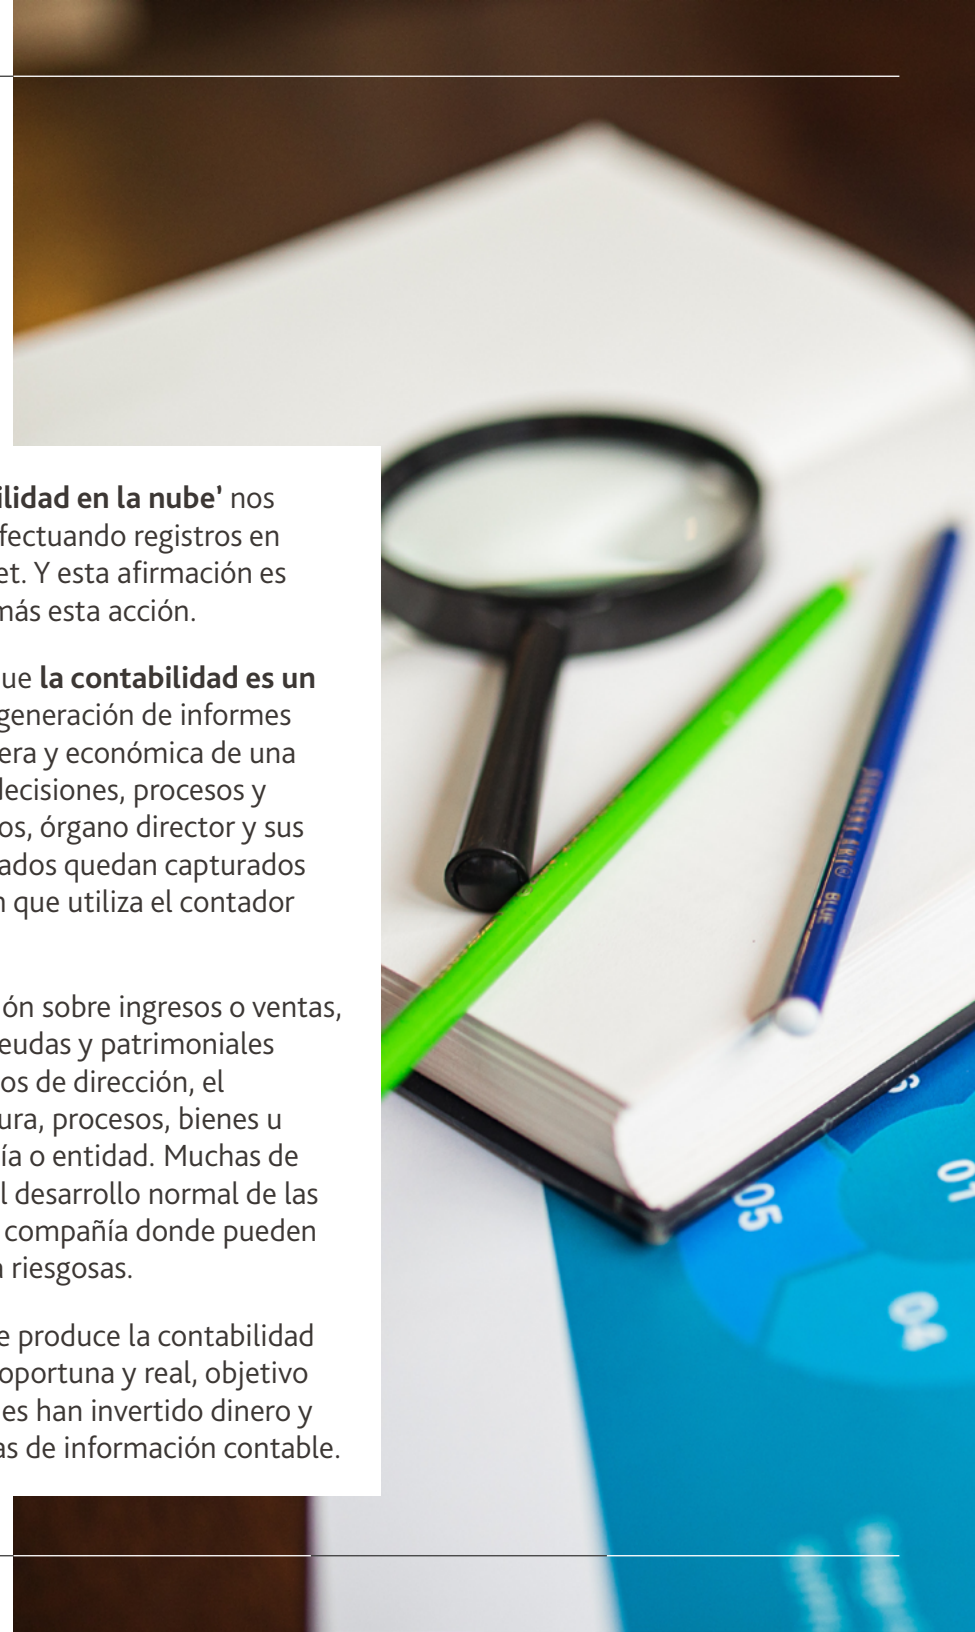 ilidad en la nube’ nos
fectuando registros en
et. Y esta afirmación es
más esta acción.
ue la contabilidad es un
generación de informes
era y económica de una
decisiones, procesos y
os, órgano director y sus
ados quedan capturados
n que utiliza el contador
ón sobre ingresos o ventas,
eudas y patrimoniales
os de dirección, el
ura, procesos, bienes u
ía o entidad. Muchas de
l desarrollo normal de las
compañía donde pueden
n riesgosas.
e produce la contabilidad
oportuna y real, objetivo
es han invertido dinero y
as de información contable.
SARGENT ART® BLUE
05
01
04